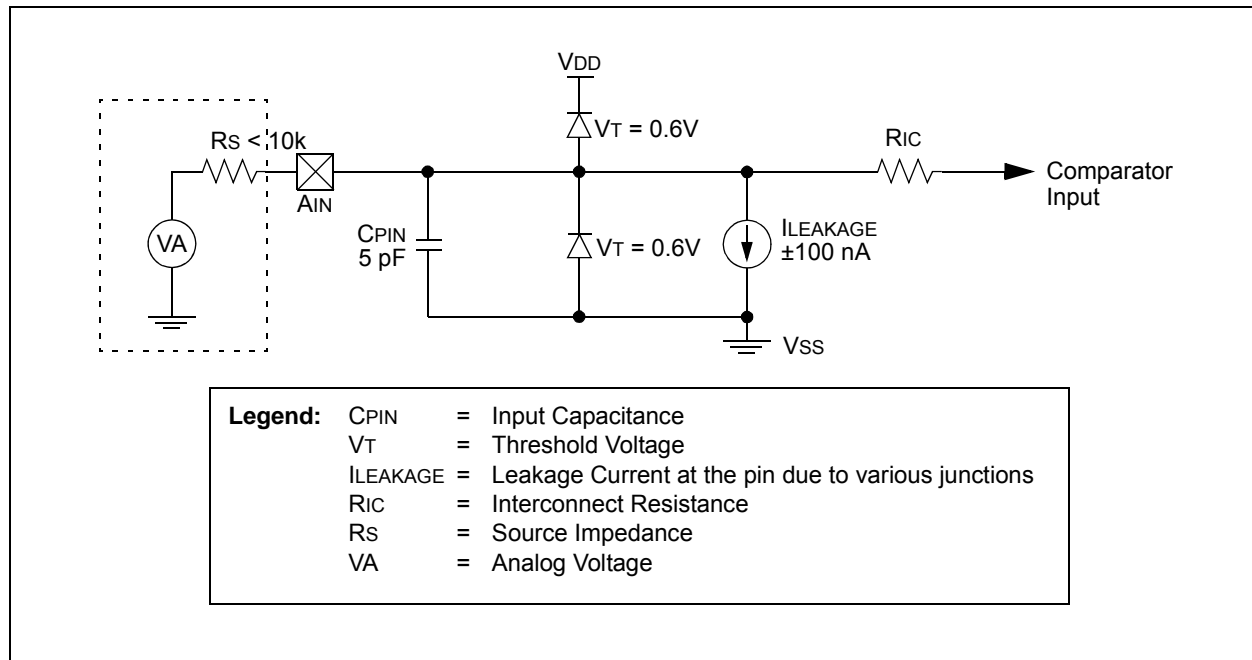 VDD
VT = 0.6V
RS < 10k
RIC
AIN
Comparator
Input
VA
CPIN
5 pF
VT = 0.6V
ILEAKAGE
±100 nA
VSS
Legend: CPIN = Input Capacitance
VT = Threshold Voltage
ILEAKAGE = Leakage Current at the pin due to various junctions
RIC = Interconnect Resistance
RS = Source Impedance
VA = Analog Voltage